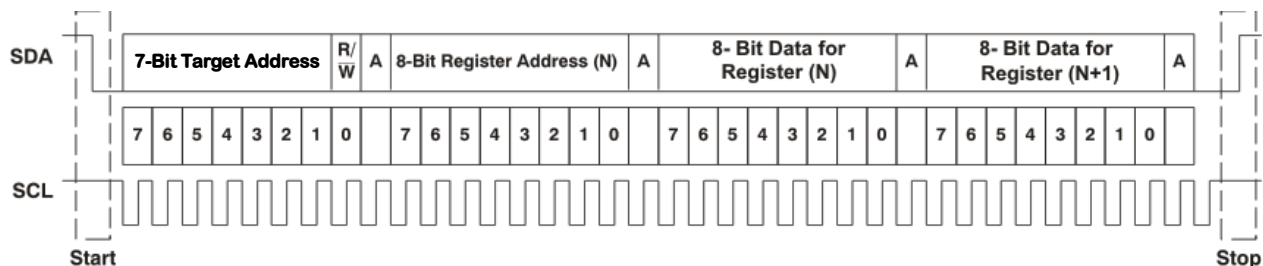 SDA 7-Bit Target Address R/W A 8-Bit Register Address (N) A 8- Bit Data for Register (N) A 8- Bit Data for Register (N+1) A
7 6 5 4 3 2 1 0 7 6 5 4 3 2 1 0 7 6 5 4 3 2 1 0 7 6 5 4 3 2 1 0
SCL
Start Stop